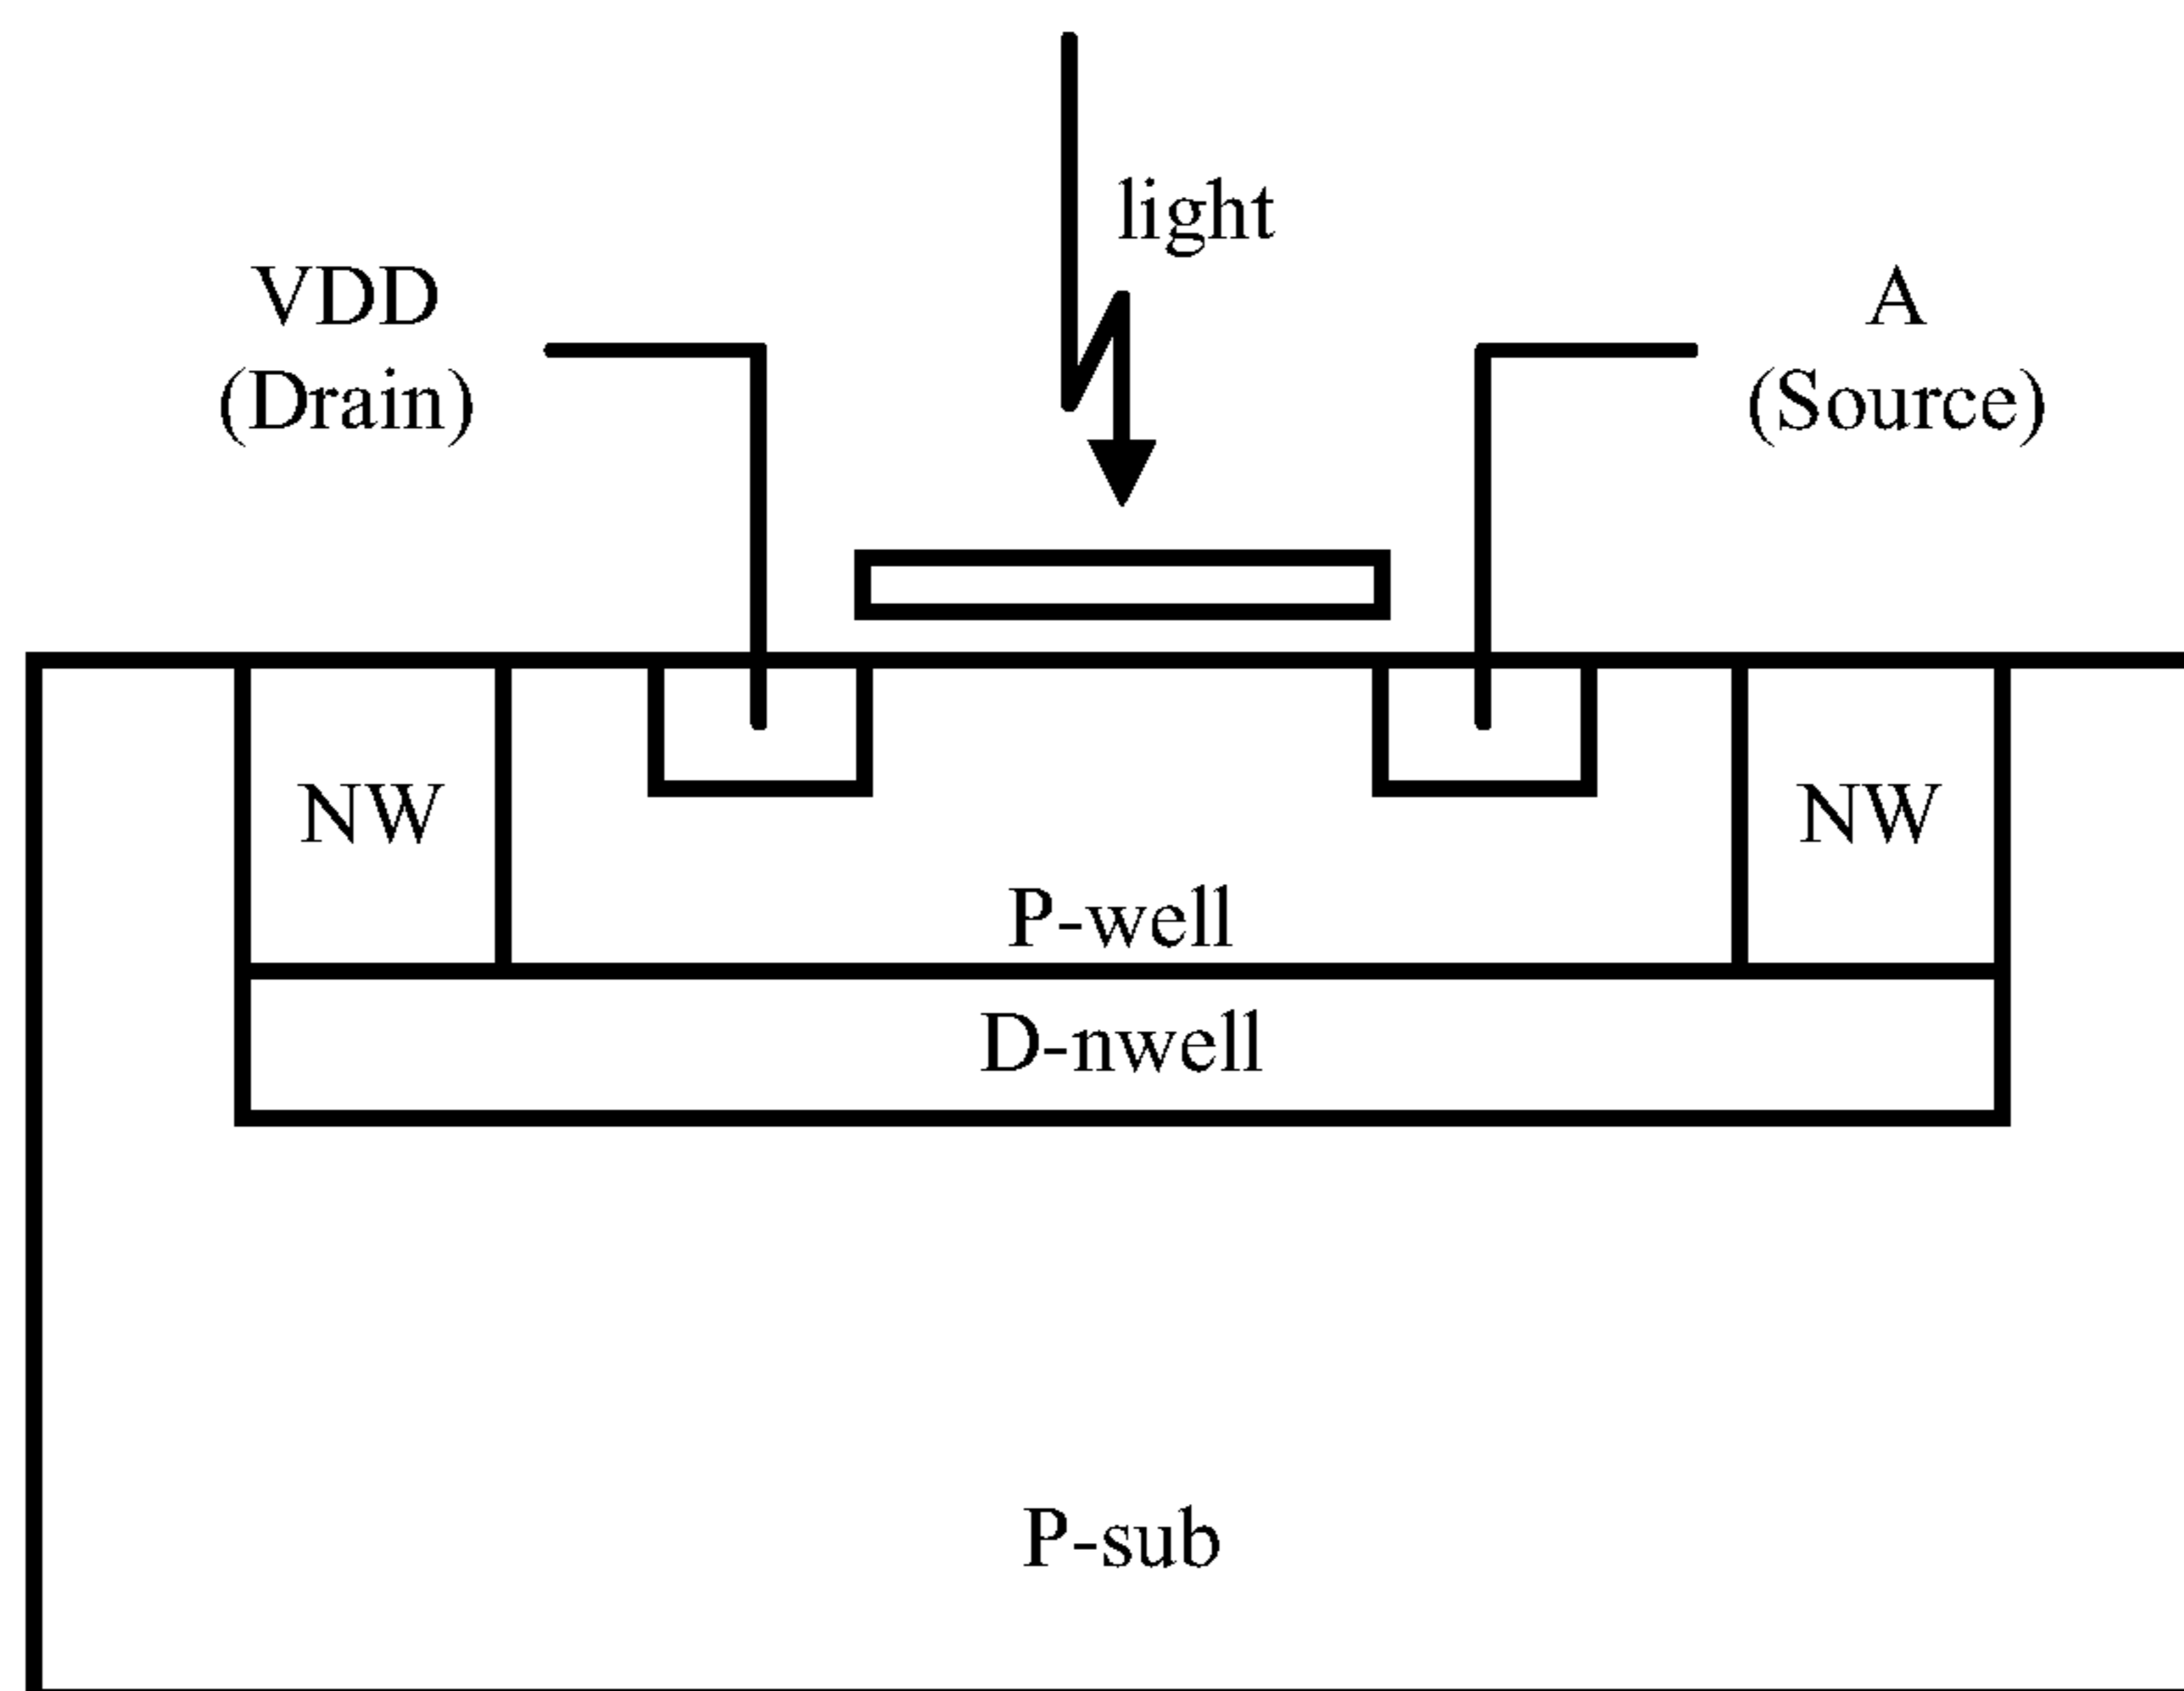 light
VDD
(Drain)
A
(Source)
NW
NW
P-well
D-nwell
P-sub